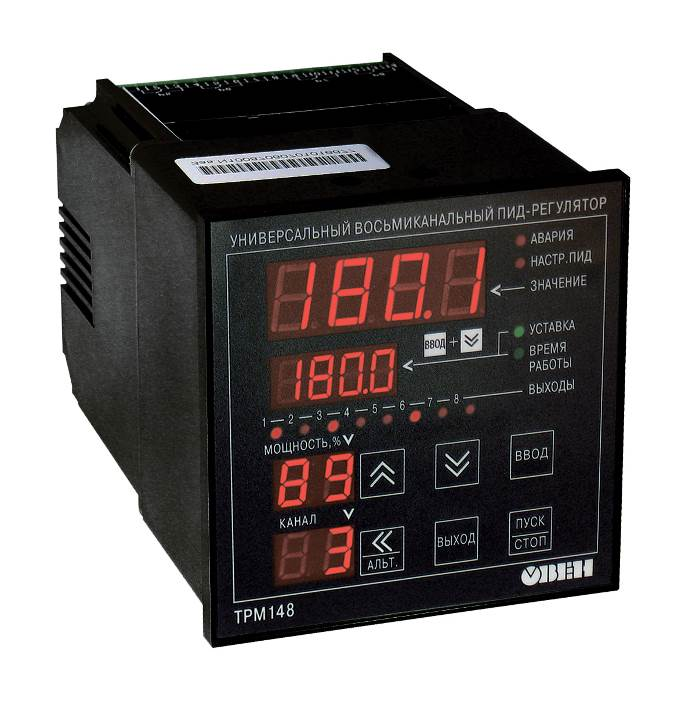 УНИВЕРСАЛЬНЫЙ ВОСЬМИКАНАЛЬНЫЙ ПИД-РЕГУЛЯТОР
АВАРИЯ
НАСТР.ПИД
180.1
ЗНАЧЕНИЕ
ВВОД +
УСТАВКА
180.0
ВРЕМЯ
РАБОТЫ
ВЫХОДЫ
1 2 3 4 5 6 7 8
МОЩНОСТЬ,%
89
ВВОД
КАНАЛ
3
АЛЬТ.
ВЫХОД
ПУСК
СТОП
ОВЕН
ТРМ148